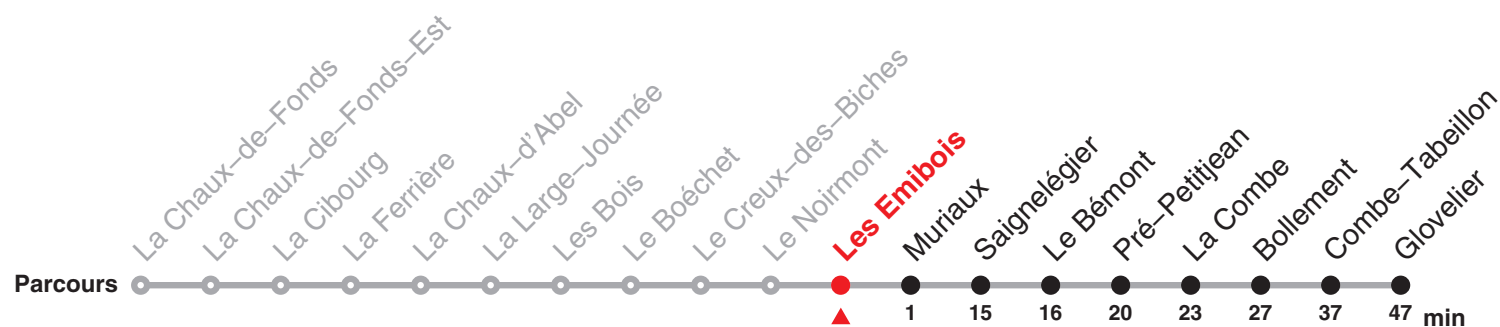 La Chaux–de–Fonds
La Chaux–de–Fonds–Est
La Cibourg
La Ferrière
La Chaux–d'Abel
La Large–Journée
Les Bois
Le Boéchet
Le Creux–des–Biches
Le Noirmont
Les Emibois
Muriaux
Saignelégier
Le Bémont
Pré–Petitjean
La Combe
Bollement
Combe–Tabeillon
Glovelier
Parcours
1 15 16 20 23 27 37 47 min